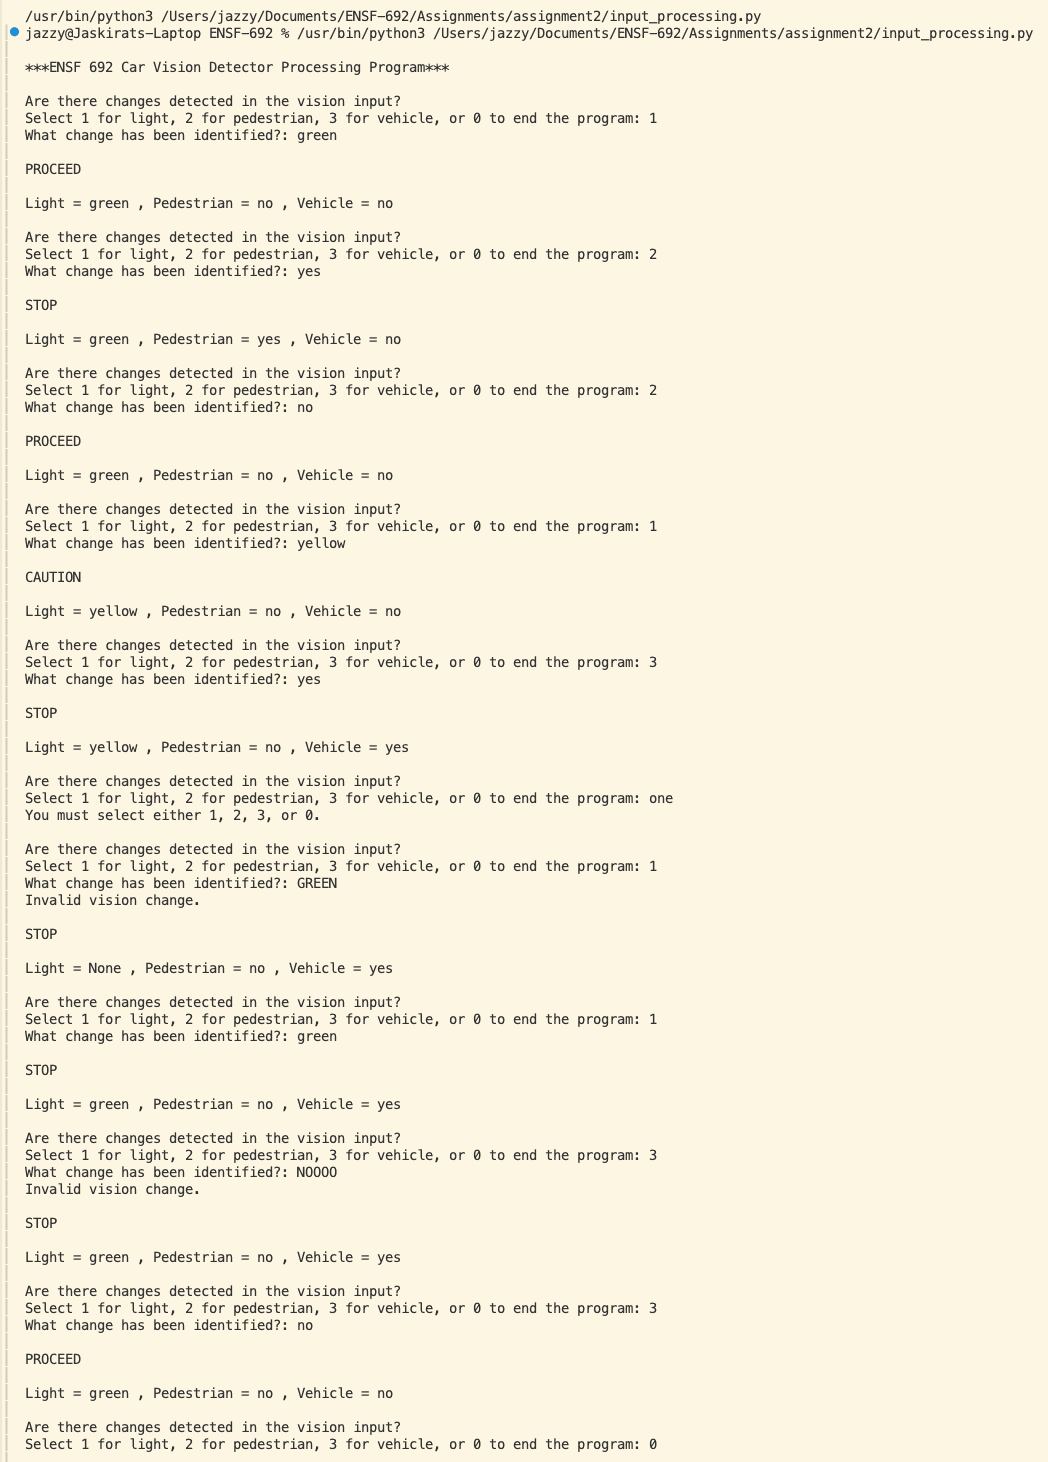 /usr/bin/python3 /Users/jazzy/Documents/ENSF-692/Assignments/assignment2/input_processing.py
jazzy@Jaskirats-Laptop ENSF-692 % /usr/bin/python3 /Users/jazzy/Documents/ENSF-692/Assignments/assignment2/input_processing.py
***ENSF 692 Car Vision Detector Processing Program***
Are there changes detected in the vision input?
Select 1 for light, 2 for pedestrian, 3 for vehicle, or 0 to end the program: 1
What change has been identified?: green
PROCEED
Light = green , Pedestrian = no , Vehicle = no
Are there changes detected in the vision input?
Select 1 for light, 2 for pedestrian, 3 for vehicle, or 0 to end the program: 2
What change has been identified?: yes
STOP
Light = green , Pedestrian = yes , Vehicle = no
Are there changes detected in the vision input?
Select 1 for light, 2 for pedestrian, 3 for vehicle, or 0 to end the program: 2
What change has been identified?: no
PROCEED
Light = green , Pedestrian = no , Vehicle = no
Are there changes detected in the vision input?
Select 1 for light, 2 for pedestrian, 3 for vehicle, or 0 to end the program: 1
What change has been identified?: yellow
CAUTION
Light = yellow , Pedestrian = no , Vehicle = no
Are there changes detected in the vision input?
Select 1 for light, 2 for pedestrian, 3 for vehicle, or 0 to end the program: 3
What change has been identified?: yes
STOP
Light = yellow , Pedestrian = no , Vehicle = yes
Are there changes detected in the vision input?
Select 1 for light, 2 for pedestrian, 3 for vehicle, or 0 to end the program: one
You must select either 1, 2, 3, or 0.
Are there changes detected in the vision input?
Select 1 for light, 2 for pedestrian, 3 for vehicle, or 0 to end the program: 1
What change has been identified?: GREEN
Invalid vision change.
STOP
Light = None , Pedestrian = no , Vehicle = yes
Are there changes detected in the vision input?
Select 1 for light, 2 for pedestrian, 3 for vehicle, or 0 to end the program: 1
What change has been identified?: green
STOP
Light = green , Pedestrian = no , Vehicle = yes
Are there changes detected in the vision input?
Select 1 for light, 2 for pedestrian, 3 for vehicle, or 0 to end the program: 3
What change has been identified?: NOOOO
Invalid vision change.
STOP
Light = green , Pedestrian = no , Vehicle = yes
Are there changes detected in the vision input?
Select 1 for light, 2 for pedestrian, 3 for vehicle, or 0 to end the program: 3
What change has been identified?: no
PROCEED
Light = green , Pedestrian = no , Vehicle = no
Are there changes detected in the vision input?
Select 1 for light, 2 for pedestrian, 3 for vehicle, or 0 to end the program: 0